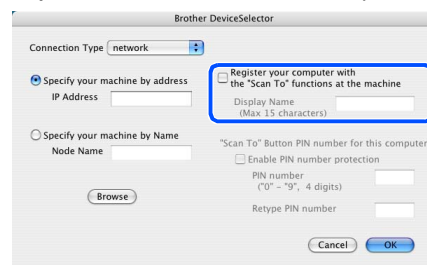 Brother DeviceSelector
Connection Type network
Specify your machine by address
IP Address
Specify your machine by Name
Node Name
Browse
Register your computer with
the "Scan To" functions at the machine
Display Name
(Max 15 characters)
"Scan To" Button PIN number for this computer
Enable PIN number protection
PIN number
("0" - "9", 4 digits)
Retype PIN number
Cancel OK